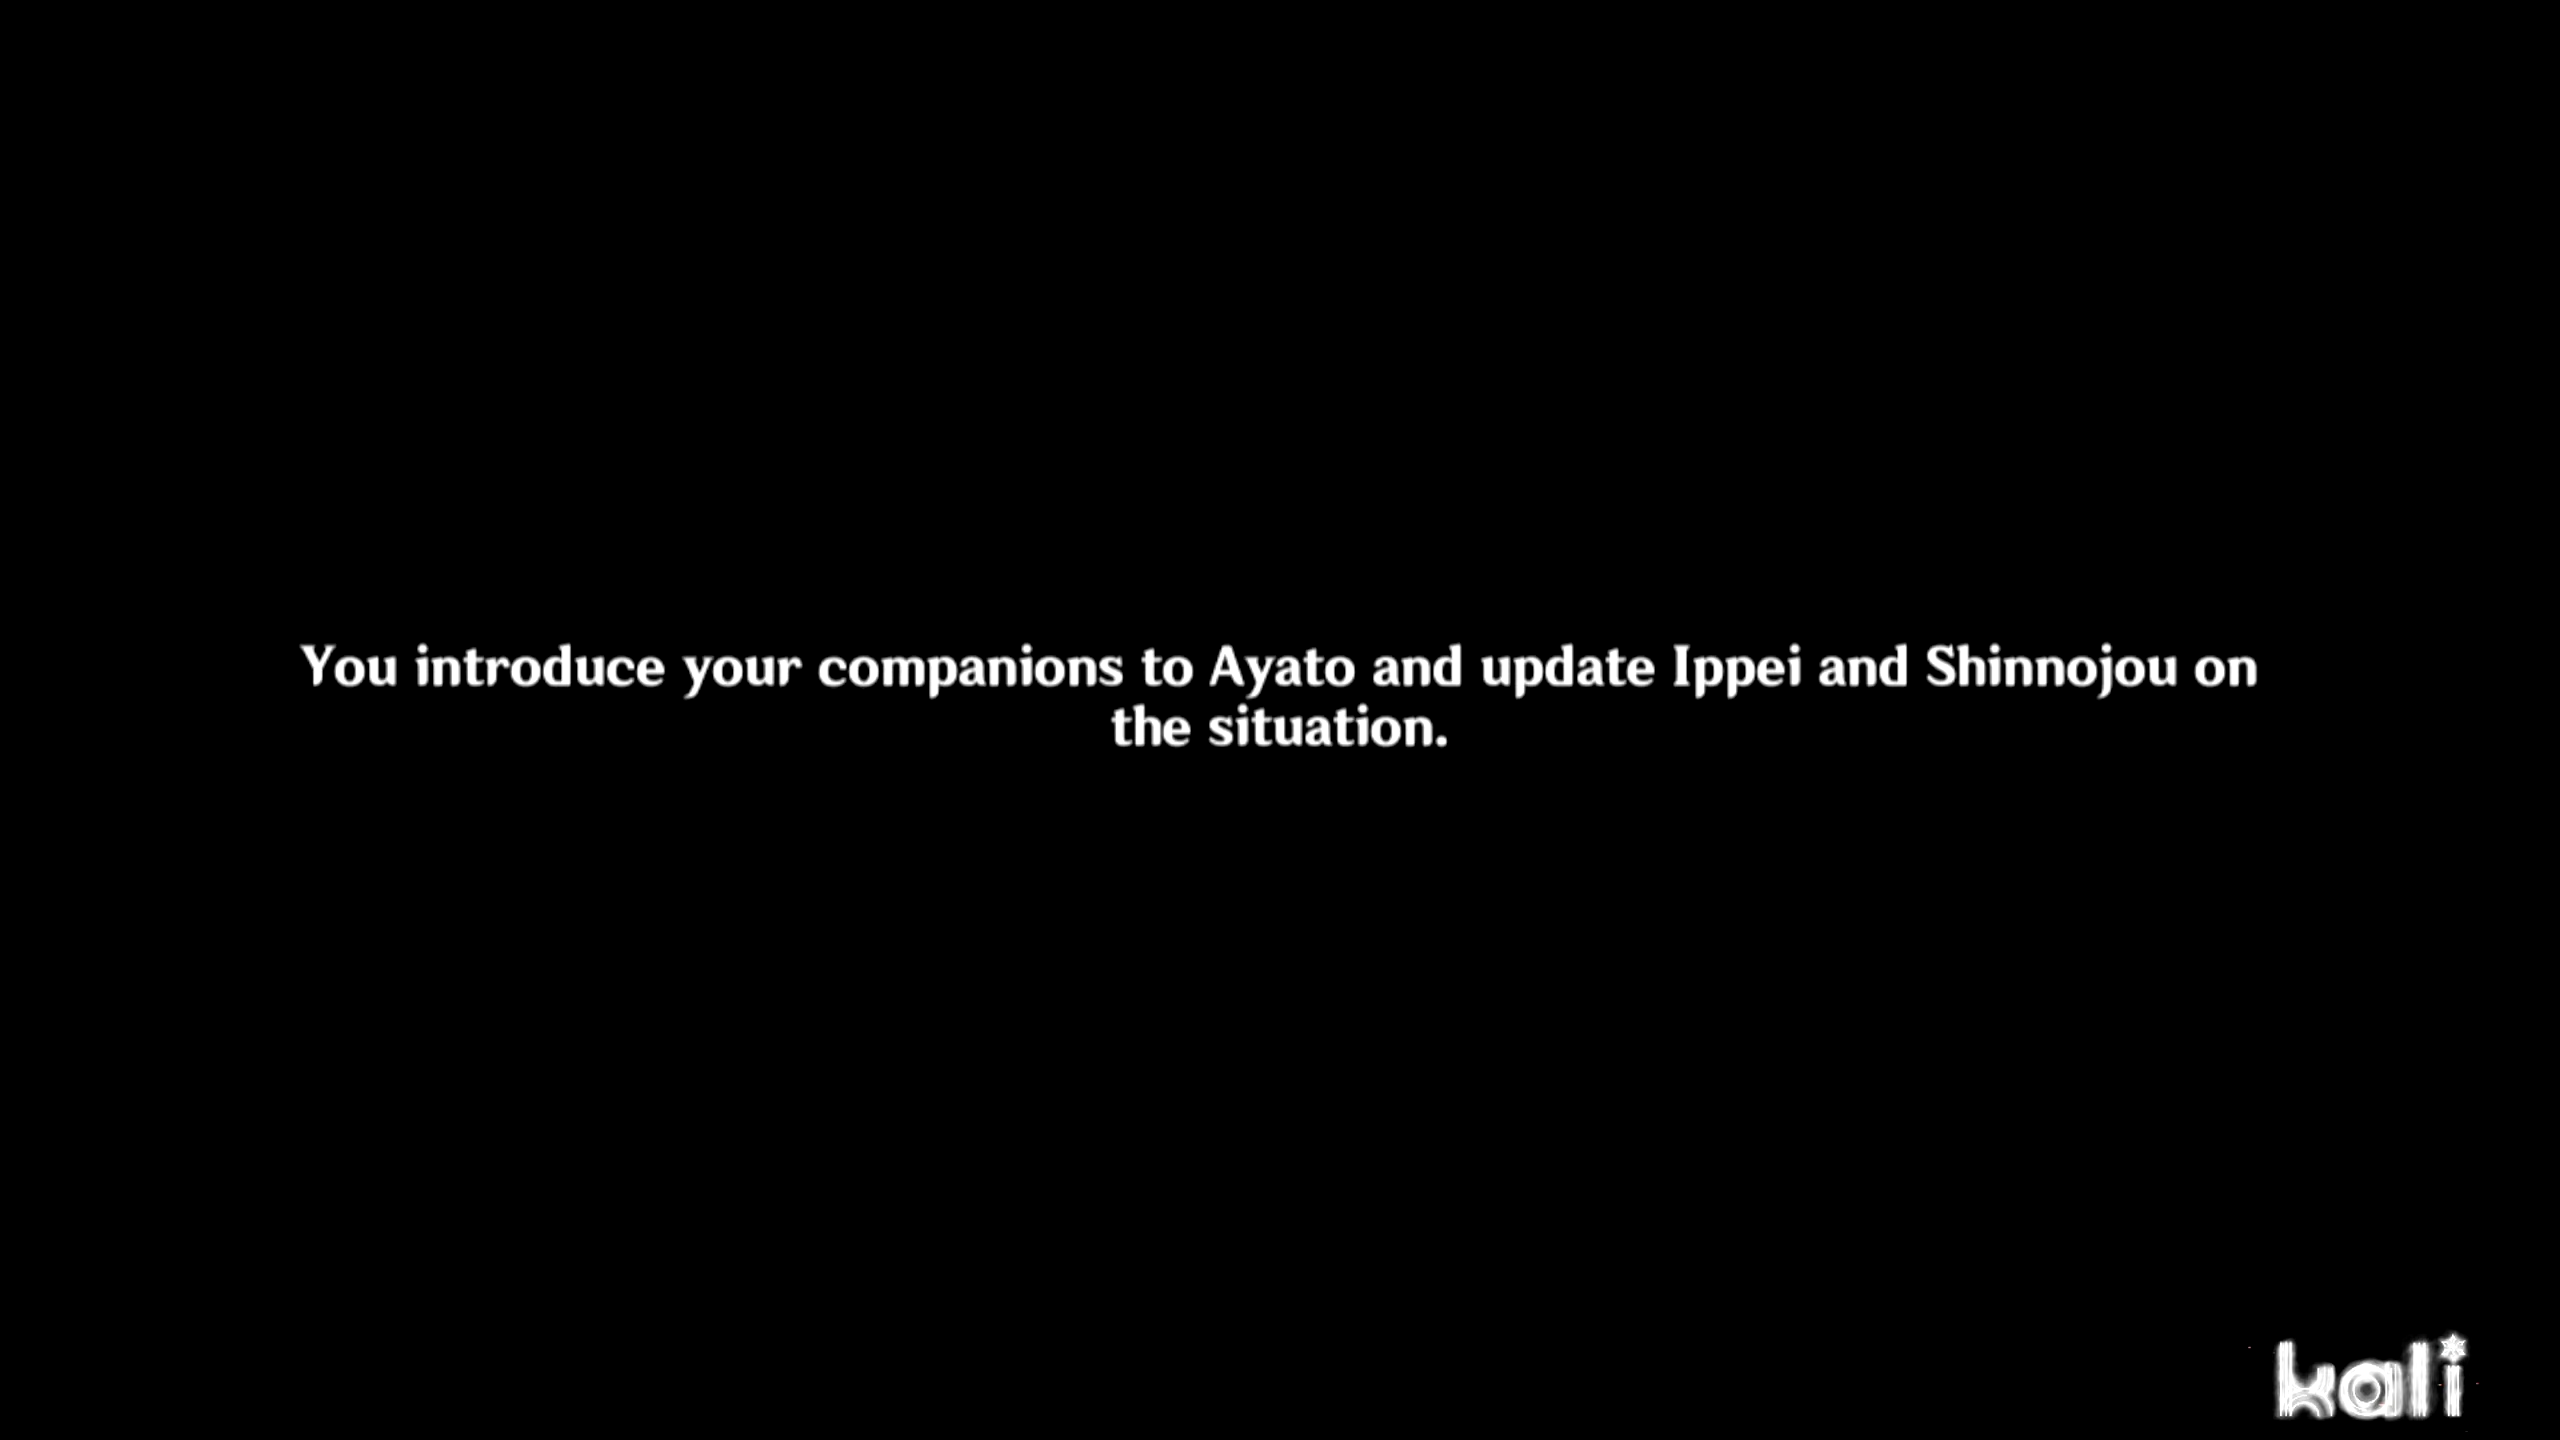 You introduce your companions to Ayato and update Ippei and Shinnojou on
the situation.
kali